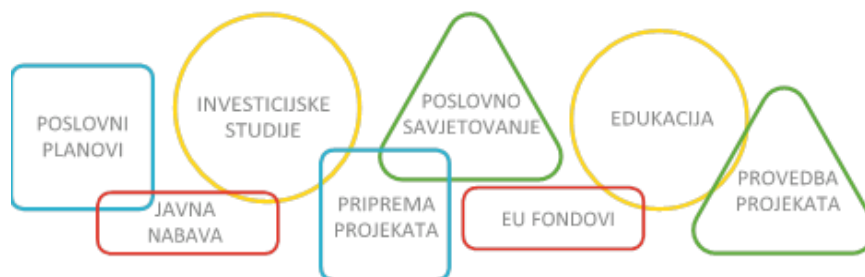 POSLOVNI
PLANOVI
INVESTICIJSKE
STUDIJE
POSLOVNO
SAVJETOVANJE
EDUKACIJA
JAVNA
NABAVA
PRIPREMA
PROJEKATA
EU FONDOVI
PROVEDBA
PROJEKATA